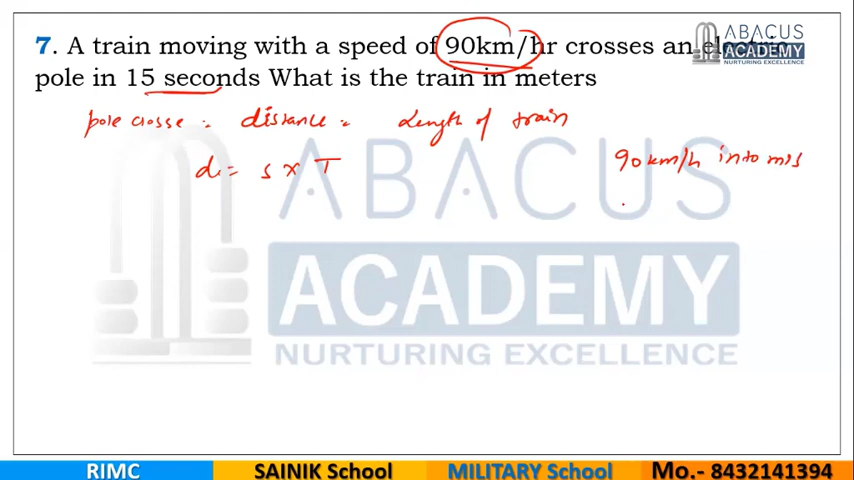 7. A train moving with a speed of 90km/hr crosses an electric
pole in 15 seconds What is the train in meters
ABACUS
ACADEMY
NURTURING EXCELLENCE
pole crosse = distance = Length of train
d = s x T
90km/h into m/s
ABACUS
ACADEMY
NURTURING EXCELLENCE
RIMC SAINIK School MILITARY School Mo.- 8432141394